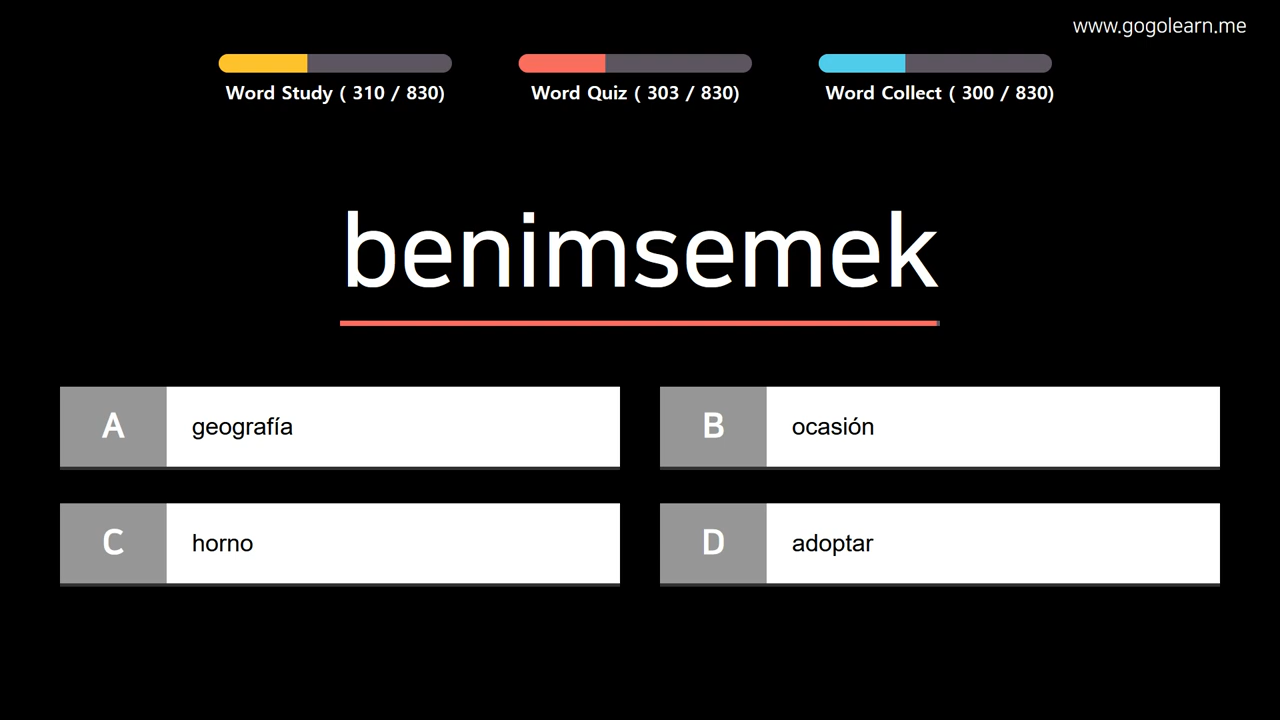 www.gogolearn.me
Word Study ( 310 / 830)
Word Quiz ( 303 / 830)
Word Collect ( 300 / 830)
benimsemek
A geografía
B ocasión
C horno
D adoptar